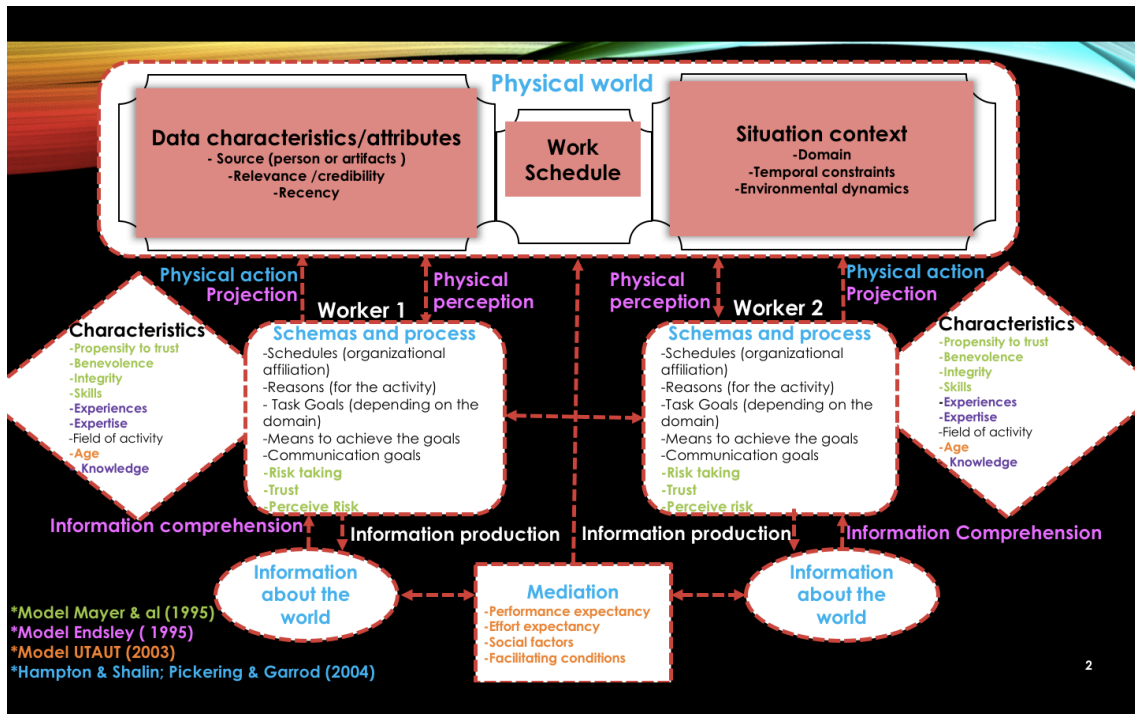 Physical world
Data characteristics/attributes
- Source (person or artifacts )
-Relevance /credibility
-Recency
Work
Schedule
Situation context
-Domain
-Temporal constraints
-Environmental dynamics
Physical action
Projection
Physical
perception
Physical
perception
Physical action
Projection
Worker 1
Worker 2
Characteristics
-Propensity to trust
-Benevolence
-Integrity
-Skills
-Experiences
-Expertise
-Field of activity
-Age
-Knowledge
Schemas and process
-Schedules (organizational
affiliation)
-Reasons (for the activity)
- Task Goals (depending on the
domain)
-Means to achieve the goals
-Communication goals
-Risk taking
-Trust
-Perceive Risk
Schemas and process
-Schedules (organizational
affiliation)
-Reasons (for the activity)
-Task Goals (depending on the
domain)
-Means to achieve the goals
-Communication goals
-Risk taking
-Trust
-Perceive risk
Characteristics
-Propensity to trust
-Benevolence
-Integrity
-Skills
-Experiences
-Expertise
-Field of activity
-Age
-Knowledge
Information comprehension
Information production
Information production
Information Comprehension
Information
about the
world
Mediation
-Performance expectancy
-Effort expectancy
-Social factors
-Facilitating conditions
Information
about the
world
*Model Mayer & al (1995)
*Model Endsley ( 1995)
*Model UTAUT (2003)
*Hampton & Shalin; Pickering & Garrod (2004)
2